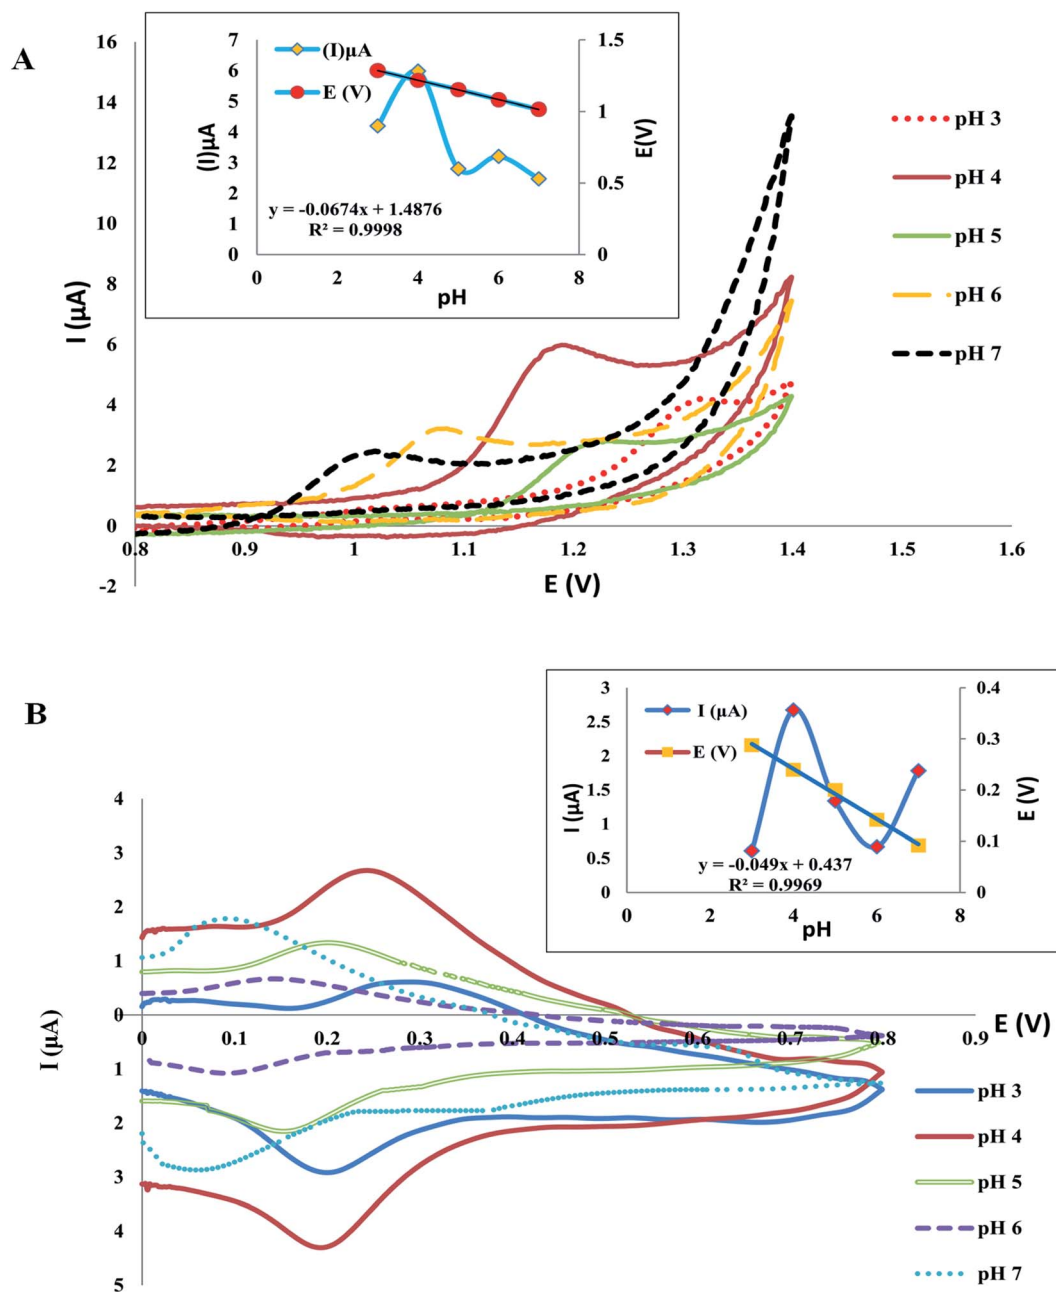 A
16
14
12
10
8
6
4
2
0
-2
I (µA)
0.8 0.9 1 1.1 1.2 1.3 1.4 1.5 1.6
E (V)
7
6
5
4
3
2
1
0
(I)µA
(I)µA
E (V)
1.5
1
0.5
0
E(V)
y = -0.0674x + 1.4876
R² = 0.9998
0 2 4 6 8
pH
pH 3
pH 4
pH 5
pH 6
pH 7
B
3
2.5
2
1.5
1
0.5
0
I (µA)
I (µA)
E (V)
0.4
0.3
0.2
0.1
0
E (V)
y = -0.049x + 0.437
R² = 0.9969
0 2 4 6 8
pH
4
3
2
1
0
1
2
3
4
5
I (µA)
0 0.1 0.2 0.3 0.4 0.5 0.6 0.7 0.8 0.9
E (V)
pH 3
pH 4
pH 5
pH 6
pH 7